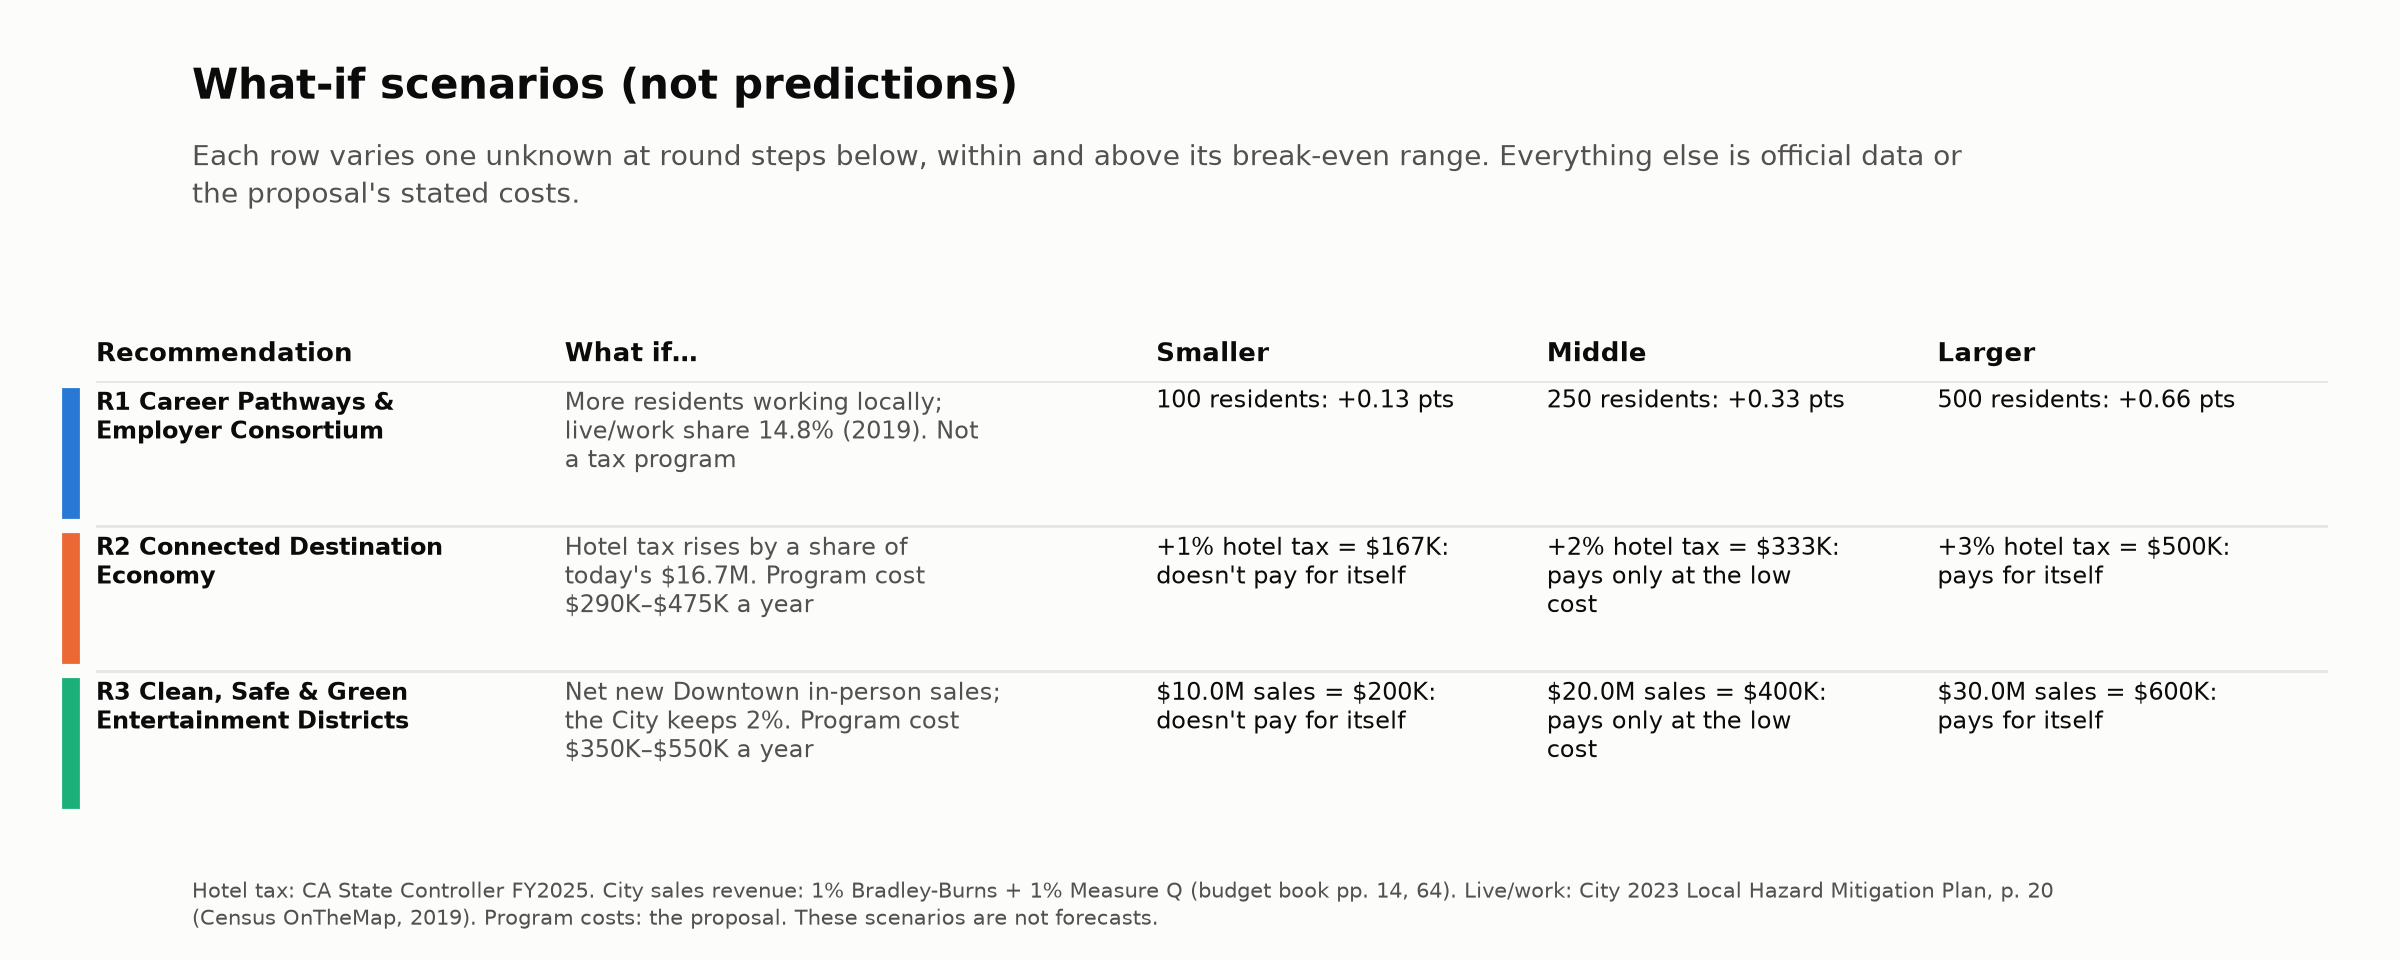 What-if scenarios (not predictions)
Each row varies one unknown at round steps below, within and above its break-even range. Everything else is official data or
the proposal's stated costs.
Recommendation What if… Smaller Middle Larger
R1 Career Pathways &
Employer Consortium
More residents working locally;
live/work share 14.8% (2019). Not
a tax program
100 residents: +0.13 pts
250 residents: +0.33 pts
500 residents: +0.66 pts
R2 Connected Destination
Economy
Hotel tax rises by a share of
today's $16.7M. Program cost
$290K–$475K a year
+1% hotel tax = $167K:
doesn't pay for itself
+2% hotel tax = $333K:
pays only at the low
cost
+3% hotel tax = $500K:
pays for itself
R3 Clean, Safe & Green
Entertainment Districts
Net new Downtown in-person sales;
the City keeps 2%. Program cost
$350K–$550K a year
$10.0M sales = $200K:
doesn't pay for itself
$20.0M sales = $400K:
pays only at the low
cost
$30.0M sales = $600K:
pays for itself
Hotel tax: CA State Controller FY2025. City sales revenue: 1% Bradley-Burns + 1% Measure Q (budget book pp. 14, 64). Live/work: City 2023 Local Hazard Mitigation Plan, p. 20
(Census OnTheMap, 2019). Program costs: the proposal. These scenarios are not forecasts.